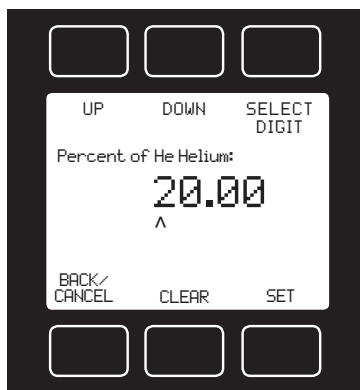 UP DOWN SELECT
DIGIT
Percent of He Helium:
20.00
^
BACK/
CANCEL CLEAR SET